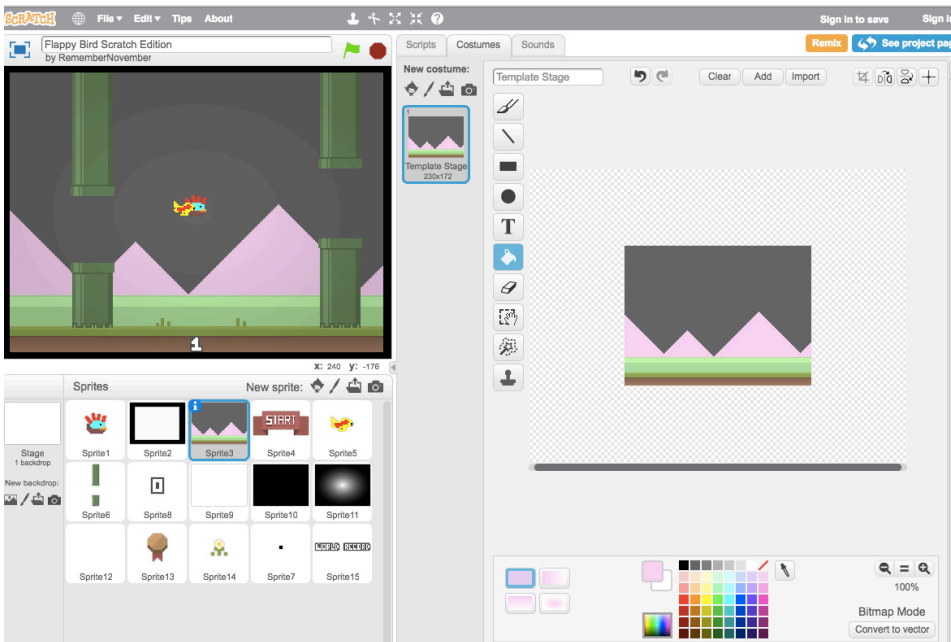 SCRATCH File Edit Tips About Sign in to save Sign i
Flappy Bird Scratch Edition
by RememberNovember
Scripts Costumes Sounds Remix See project pag
New costume:
1
Template Stage
230x172
Template Stage
Clear Add Import
T
1
x: 240 y: -176
Sprites New sprite:
START
Sprite1 Sprite2 Sprite3 Sprite4 Sprite5
Stage
1 backdrop
New backdrop:
Sprite6 Sprite8 Sprite9 Sprite10 Sprite11
WORLD RECORD
Sprite12 Sprite13 Sprite14 Sprite7 Sprite15
100%
Bitmap Mode
Convert to vector